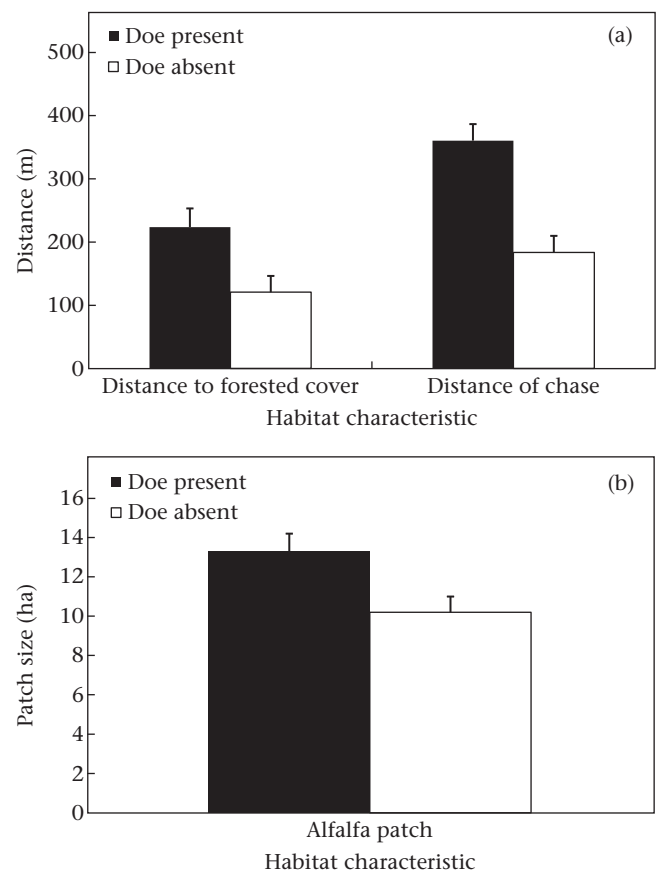 (a)
Doe present
Doe absent
Distance (m)
500
400
300
200
100
0
Distance to forested cover
Distance of chase
Habitat characteristic
(b)
Doe present
Doe absent
Patch size (ha)
16
14
12
10
8
6
4
2
0
Alfalfa patch
Habitat characteristic